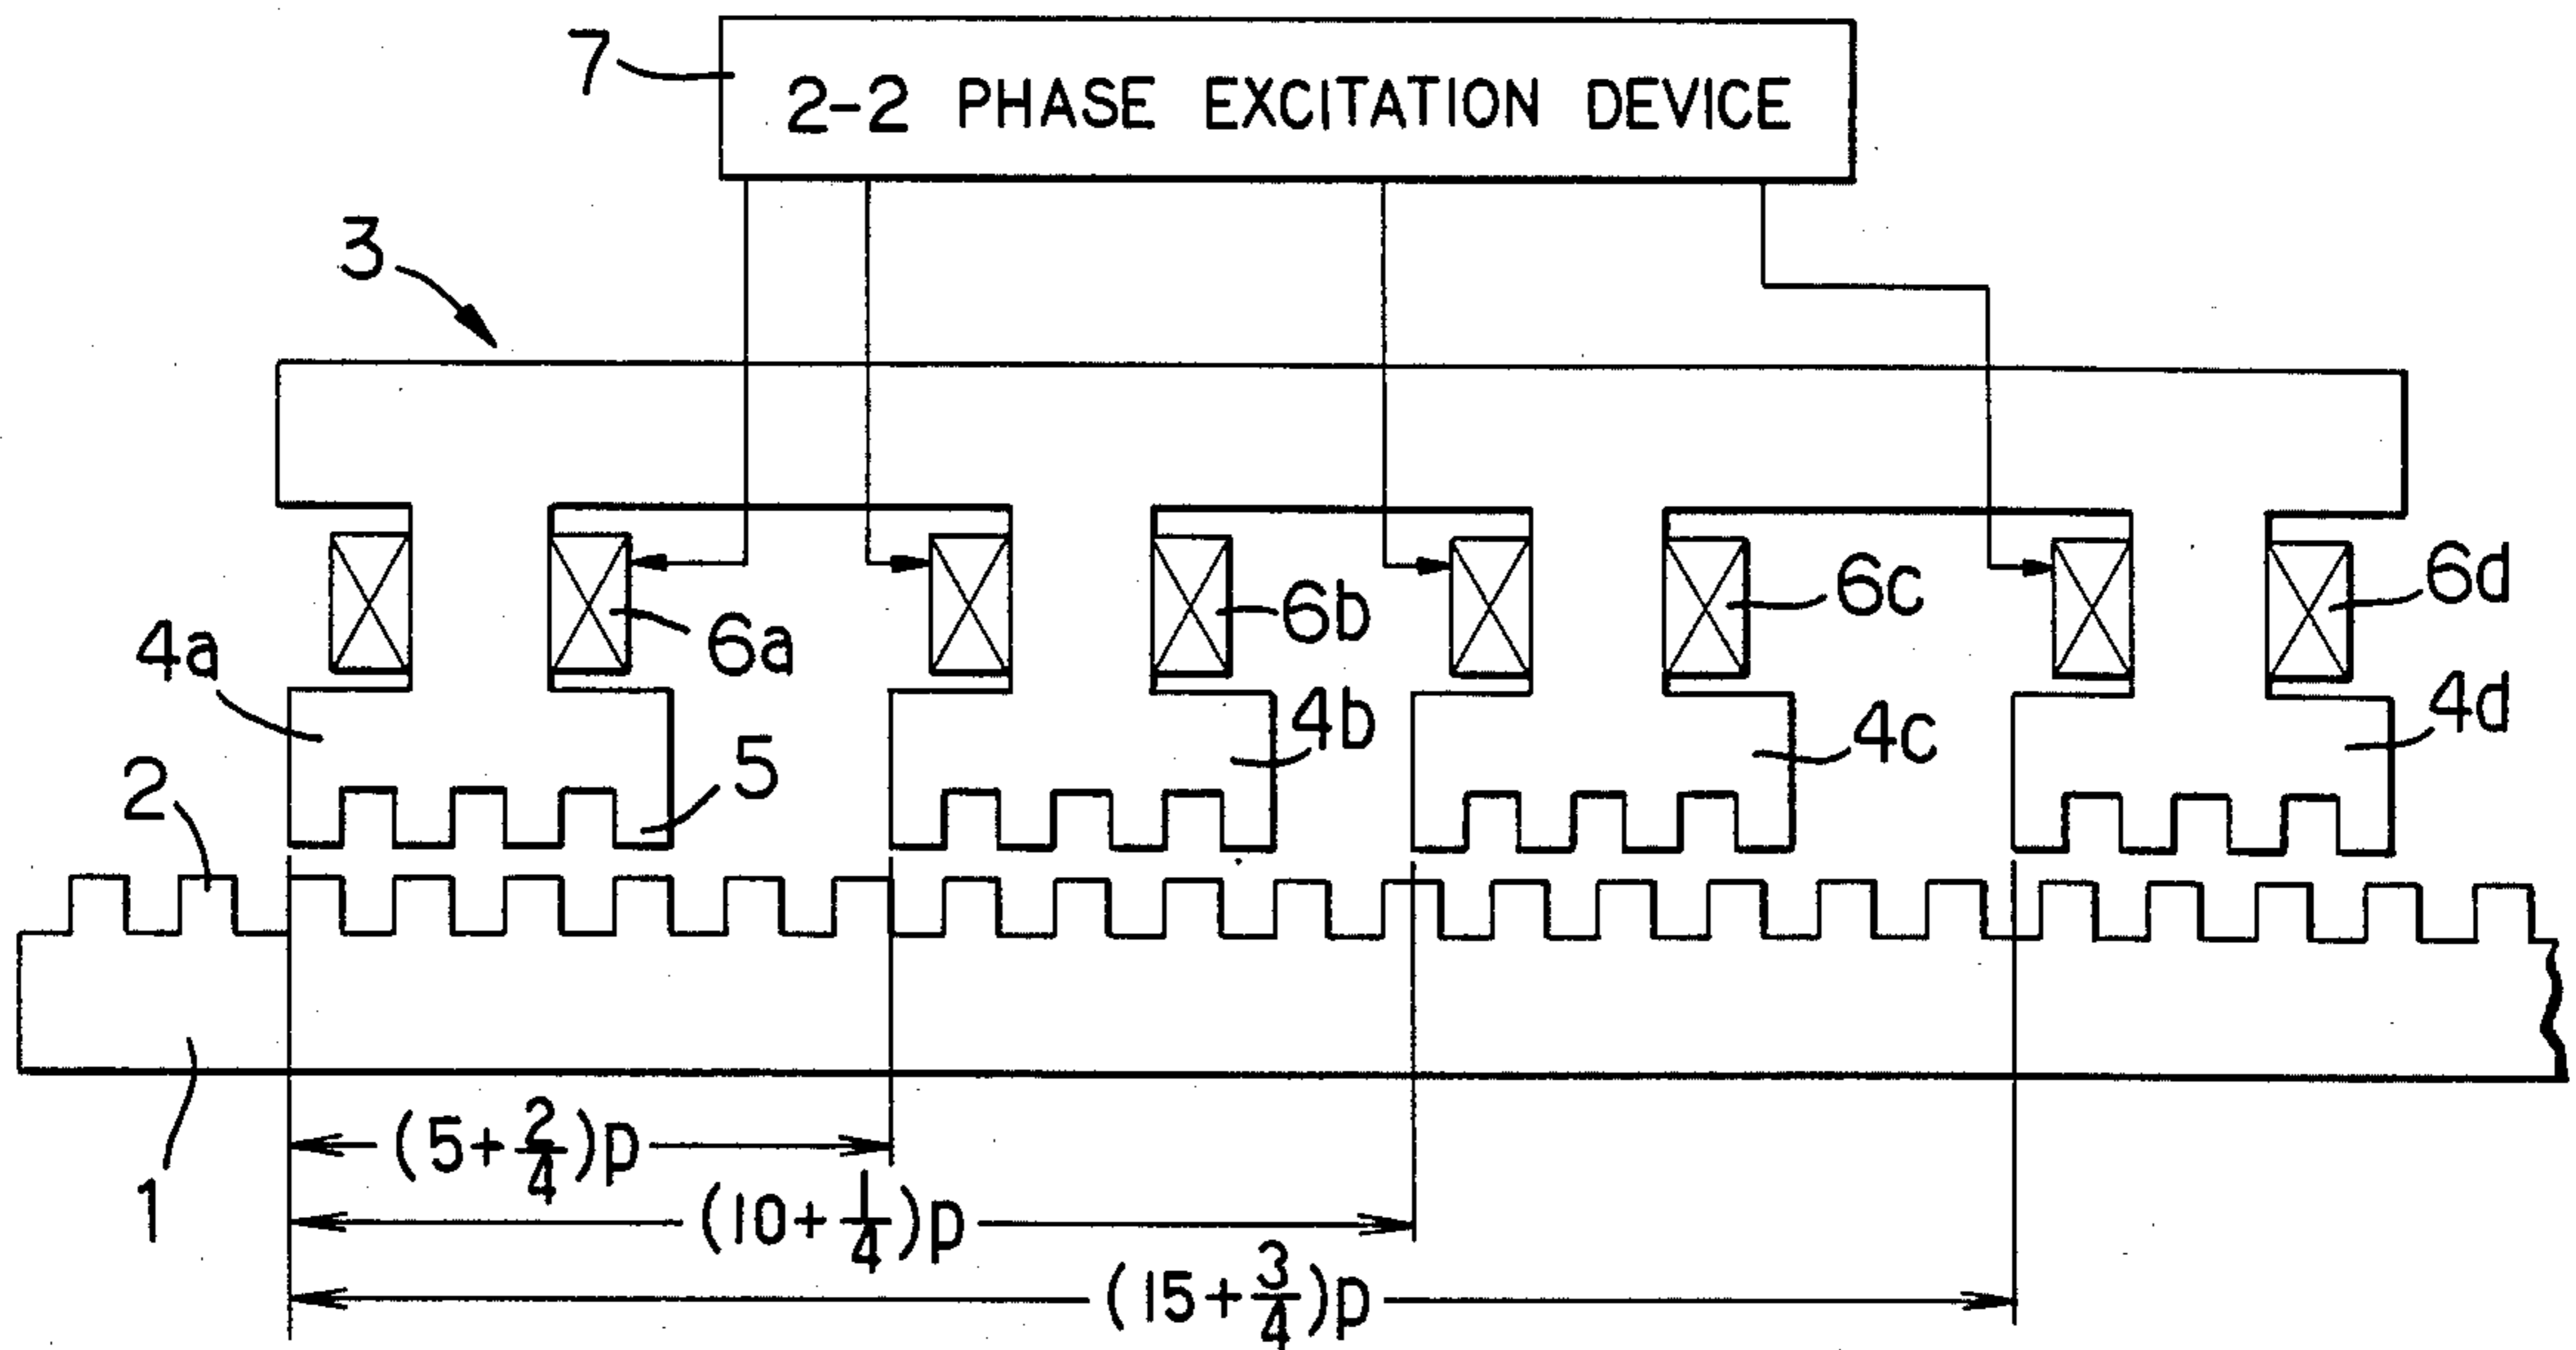 7
2-2 PHASE EXCITATION DEVICE
3
6a
6b
6c
6d
4a
4b
4c
4d
5
2
1
(5+2/4)p
(10+1/4)p
(15+3/4)p